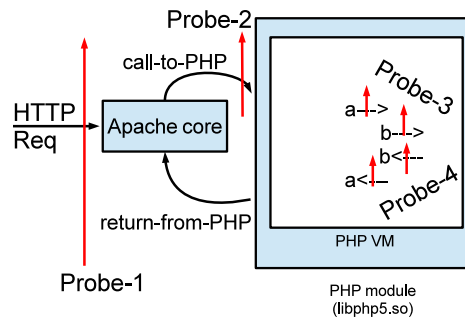 Probe-2
call-to-PHP
HTTP
Req
Apache core
return-from-PHP
Probe-1
Probe-3
a--->
b--->
b<---
a<---
Probe-4
PHP VM
PHP module
(libphp5.so)